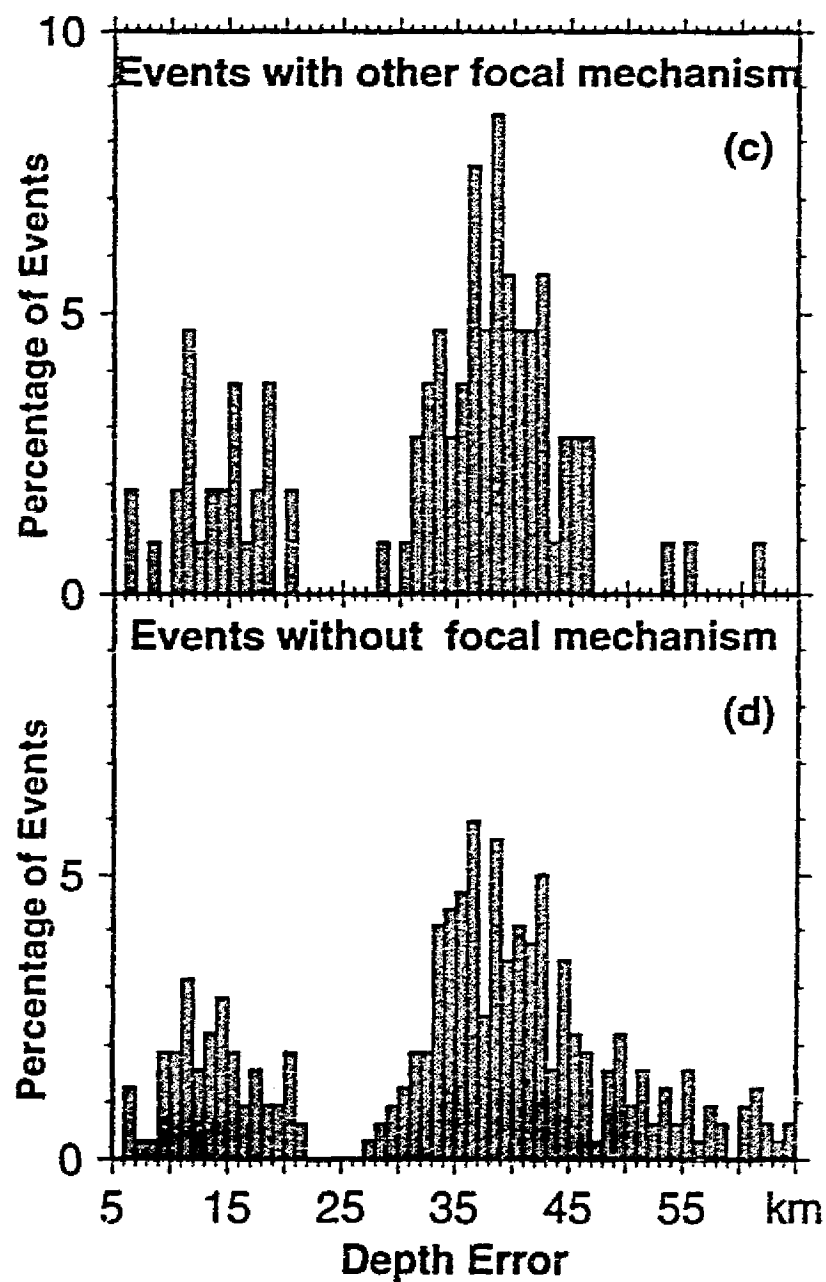 10
Events with other focal mechanism
(c)
Percentage of Events
5
0
Events without focal mechanism
(d)
Percentage of Events
5
0
5 15 25 35 45 55 km
Depth Error